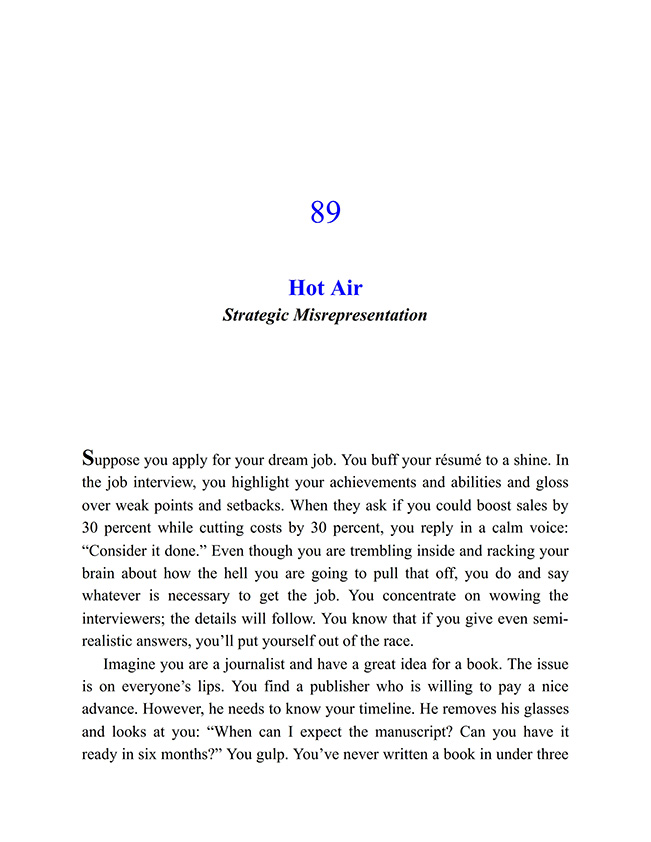 89
Hot Air
Strategic Misrepresentation
Suppose you apply for your dream job. You buff your résumé to a shine. In
the job interview, you highlight your achievements and abilities and gloss
over weak points and setbacks. When they ask if you could boost sales by
30 percent while cutting costs by 30 percent, you reply in a calm voice:
“Consider it done.” Even though you are trembling inside and racking your
brain about how the hell you are going to pull that off, you do and say
whatever is necessary to get the job. You concentrate on wowing the
interviewers; the details will follow. You know that if you give even semi-
realistic answers, you’ll put yourself out of the race.
Imagine you are a journalist and have a great idea for a book. The issue
is on everyone’s lips. You find a publisher who is willing to pay a nice
advance. However, he needs to know your timeline. He removes his glasses
and looks at you: “When can I expect the manuscript? Can you have it
ready in six months?” You gulp. You’ve never written a book in under three